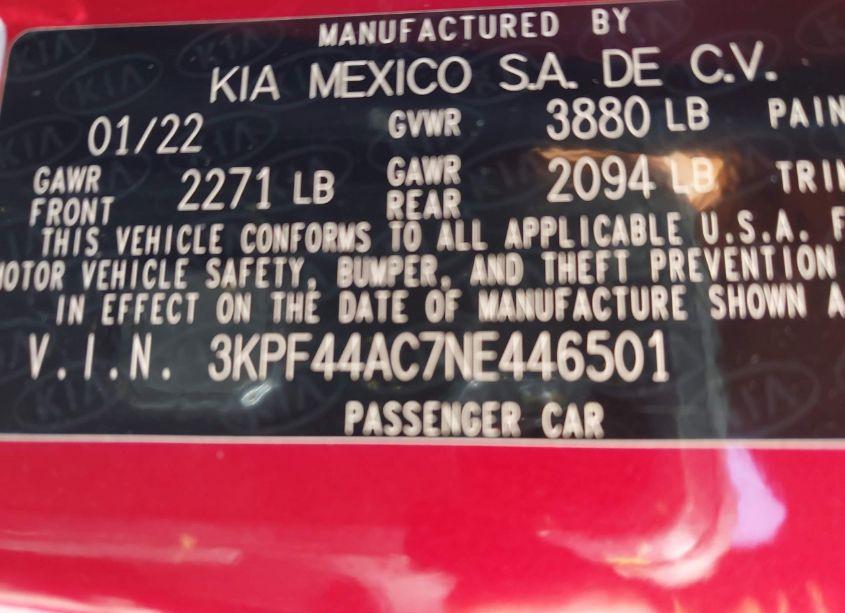 MANUFACTURED BY
KIA MEXICO S.A. DE C.V.
01/22 GVWR 3880 LB PAIN
GAWR FRONT 2271 LB GAWR REAR 2094 LB TRI
THIS VEHICLE CONFORMS TO ALL APPLICABLE U.S.A. F
MOTOR VEHICLE SAFETY, BUMPER, AND THEFT PREVENTION
IN EFFECT ON THE DATE OF MANUFACTURE SHOWN A
V.I.N. 3KPF44AC7NE446501
PASSENGER CAR